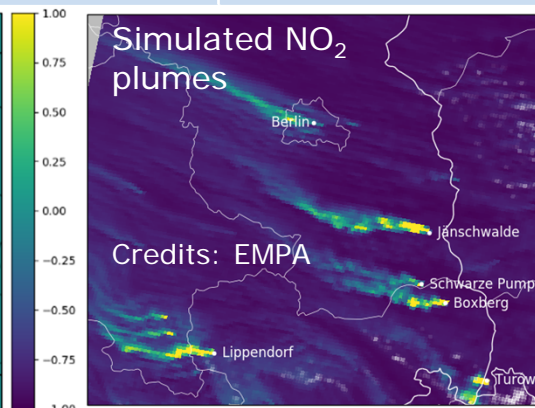 1.00
0.75
0.50
0.25
0.00
−0.25
−0.50
−0.75
Simulated NO₂
plumes
Berlin
Jänschwalde
Credits: EMPA
Schwarze Pump
Boxberg
Lippendorf
Turow